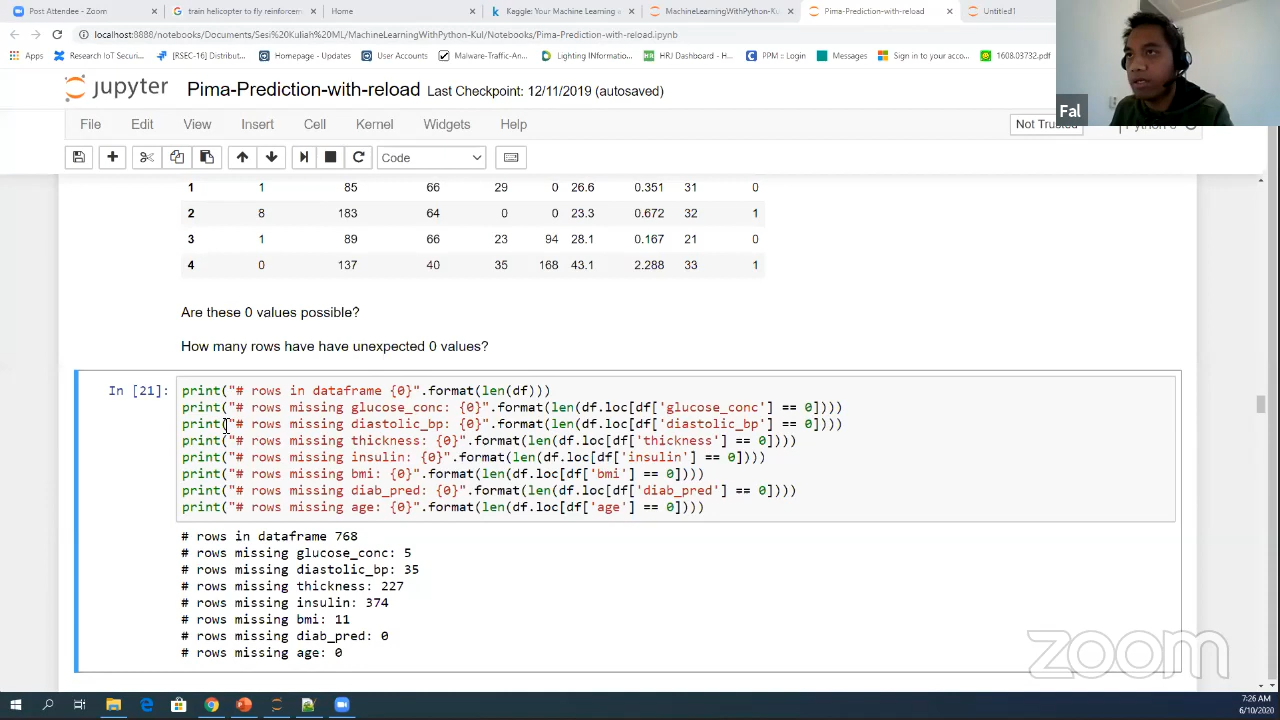 Post Attendee - Zoom
train helicopter to fly reinforcem
Home
Kaggle: Your Machine Learning
MachineLearningWithPython-Kul
Pima-Prediction-with-reload
Untitled1
localhost:8888/notebooks/Documents/Sesi%20Kuliah%20ML/MachineLearningWithPython-Kul/Notebooks/Pima-Prediction-with-reload.ipynb
Apps
Research IoT Securi...
[RSEC-16] Distribut...
Homepage - Updates
User Accounts
Malware-Traffic-An...
Lighting INformatio...
HRJ Dashboard - H...
PPM :: Login
Messages
Sign in to your acco...
1608.03732.pdf
jupyter Pima-Prediction-with-reload Last Checkpoint: 12/11/2019 (autosaved)
Fal
File Edit View Insert Cell Kernel Widgets Help
Not Trusted
Code
1 1 85 66 29 0 26.6 0.351 31 0
2 8 183 64 0 0 23.3 0.672 32 1
3 1 89 66 23 94 28.1 0.167 21 0
4 0 137 40 35 168 43.1 2.288 33 1
Are these 0 values possible?
How many rows have have unexpected 0 values?
In [21]: print("# rows in dataframe {0}".format(len(df)))
print("# rows missing glucose_conc: {0}".format(len(df.loc[df['glucose_conc'] == 0])))
print("# rows missing diastolic_bp: {0}".format(len(df.loc[df['diastolic_bp'] == 0])))
print("# rows missing thickness: {0}".format(len(df.loc[df['thickness'] == 0])))
print("# rows missing insulin: {0}".format(len(df.loc[df['insulin'] == 0])))
print("# rows missing bmi: {0}".format(len(df.loc[df['bmi'] == 0])))
print("# rows missing diab_pred: {0}".format(len(df.loc[df['diab_pred'] == 0])))
print("# rows missing age: {0}".format(len(df.loc[df['age'] == 0])))
# rows in dataframe 768
# rows missing glucose_conc: 5
# rows missing diastolic_bp: 35
# rows missing thickness: 227
# rows missing insulin: 374
# rows missing bmi: 11
# rows missing diab_pred: 0
# rows missing age: 0
zoom
7:26 AM
6/10/2020